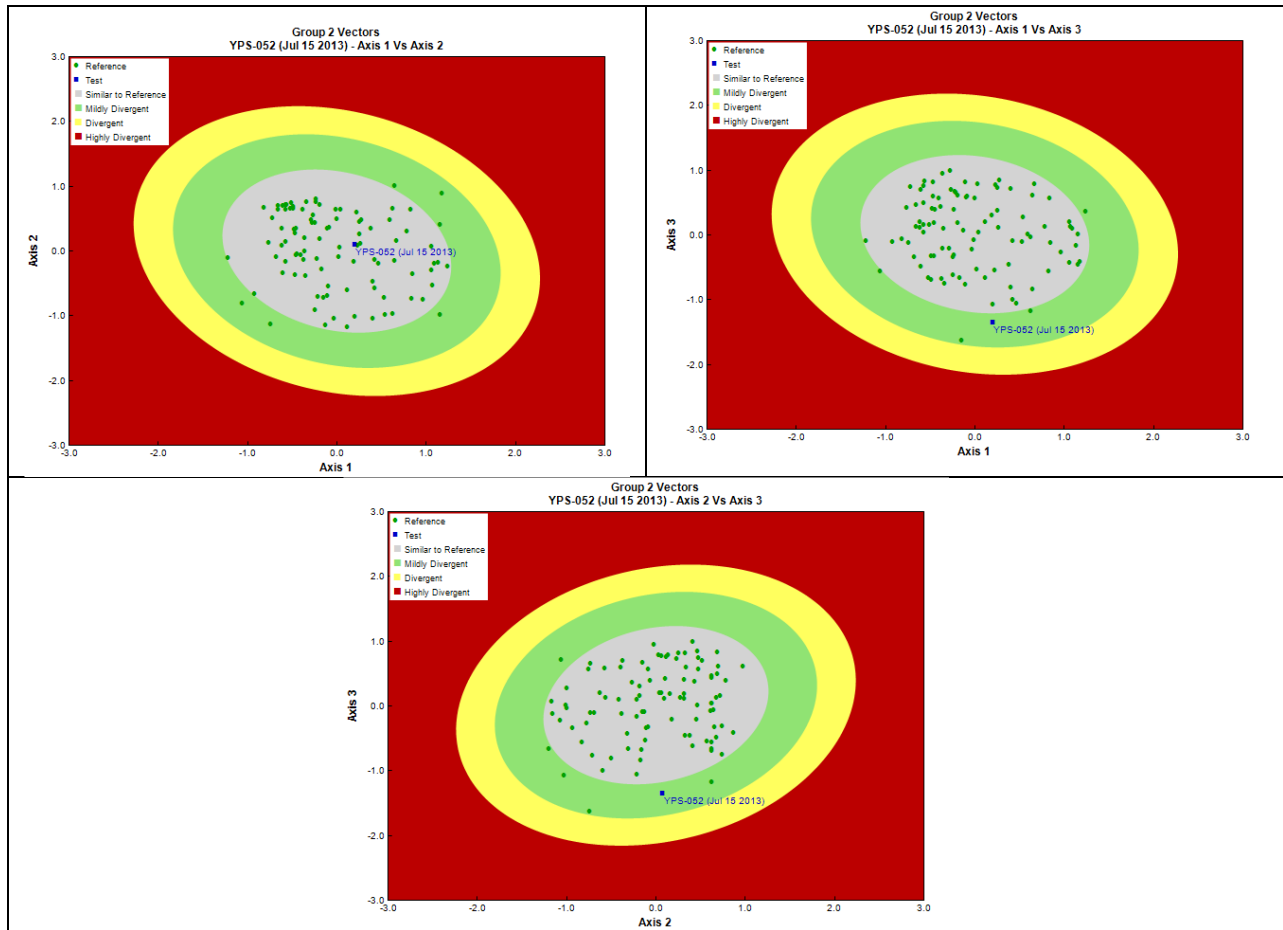 Group 2 Vectors
YPS-052 (Jul 15 2013) - Axis 1 Vs Axis 2
3.0
2.0
1.0
0.0
-1.0
-2.0
-3.0
Axis 2
Reference
Test
Similar to Reference
Mildly Divergent
Divergent
Highly Divergent
YPS-052 (Jul 15 2013)
-3.0 -2.0 -1.0 0.0 1.0 2.0 3.0
Axis 1
Group 2 Vectors
YPS-052 (Jul 15 2013) - Axis 1 Vs Axis 3
3.0
2.0
1.0
0.0
-1.0
-2.0
-3.0
Axis 3
Reference
Test
Similar to Reference
Mildly Divergent
Divergent
Highly Divergent
YPS-052 (Jul 15 2013)
-3.0 -2.0 -1.0 0.0 1.0 2.0 3.0
Axis 1
Group 2 Vectors
YPS-052 (Jul 15 2013) - Axis 2 Vs Axis 3
3.0
2.0
1.0
0.0
-1.0
-2.0
-3.0
Axis 3
Reference
Test
Similar to Reference
Mildly Divergent
Divergent
Highly Divergent
YPS-052 (Jul 15 2013)
-3.0 -2.0 -1.0 0.0 1.0 2.0 3.0
Axis 2